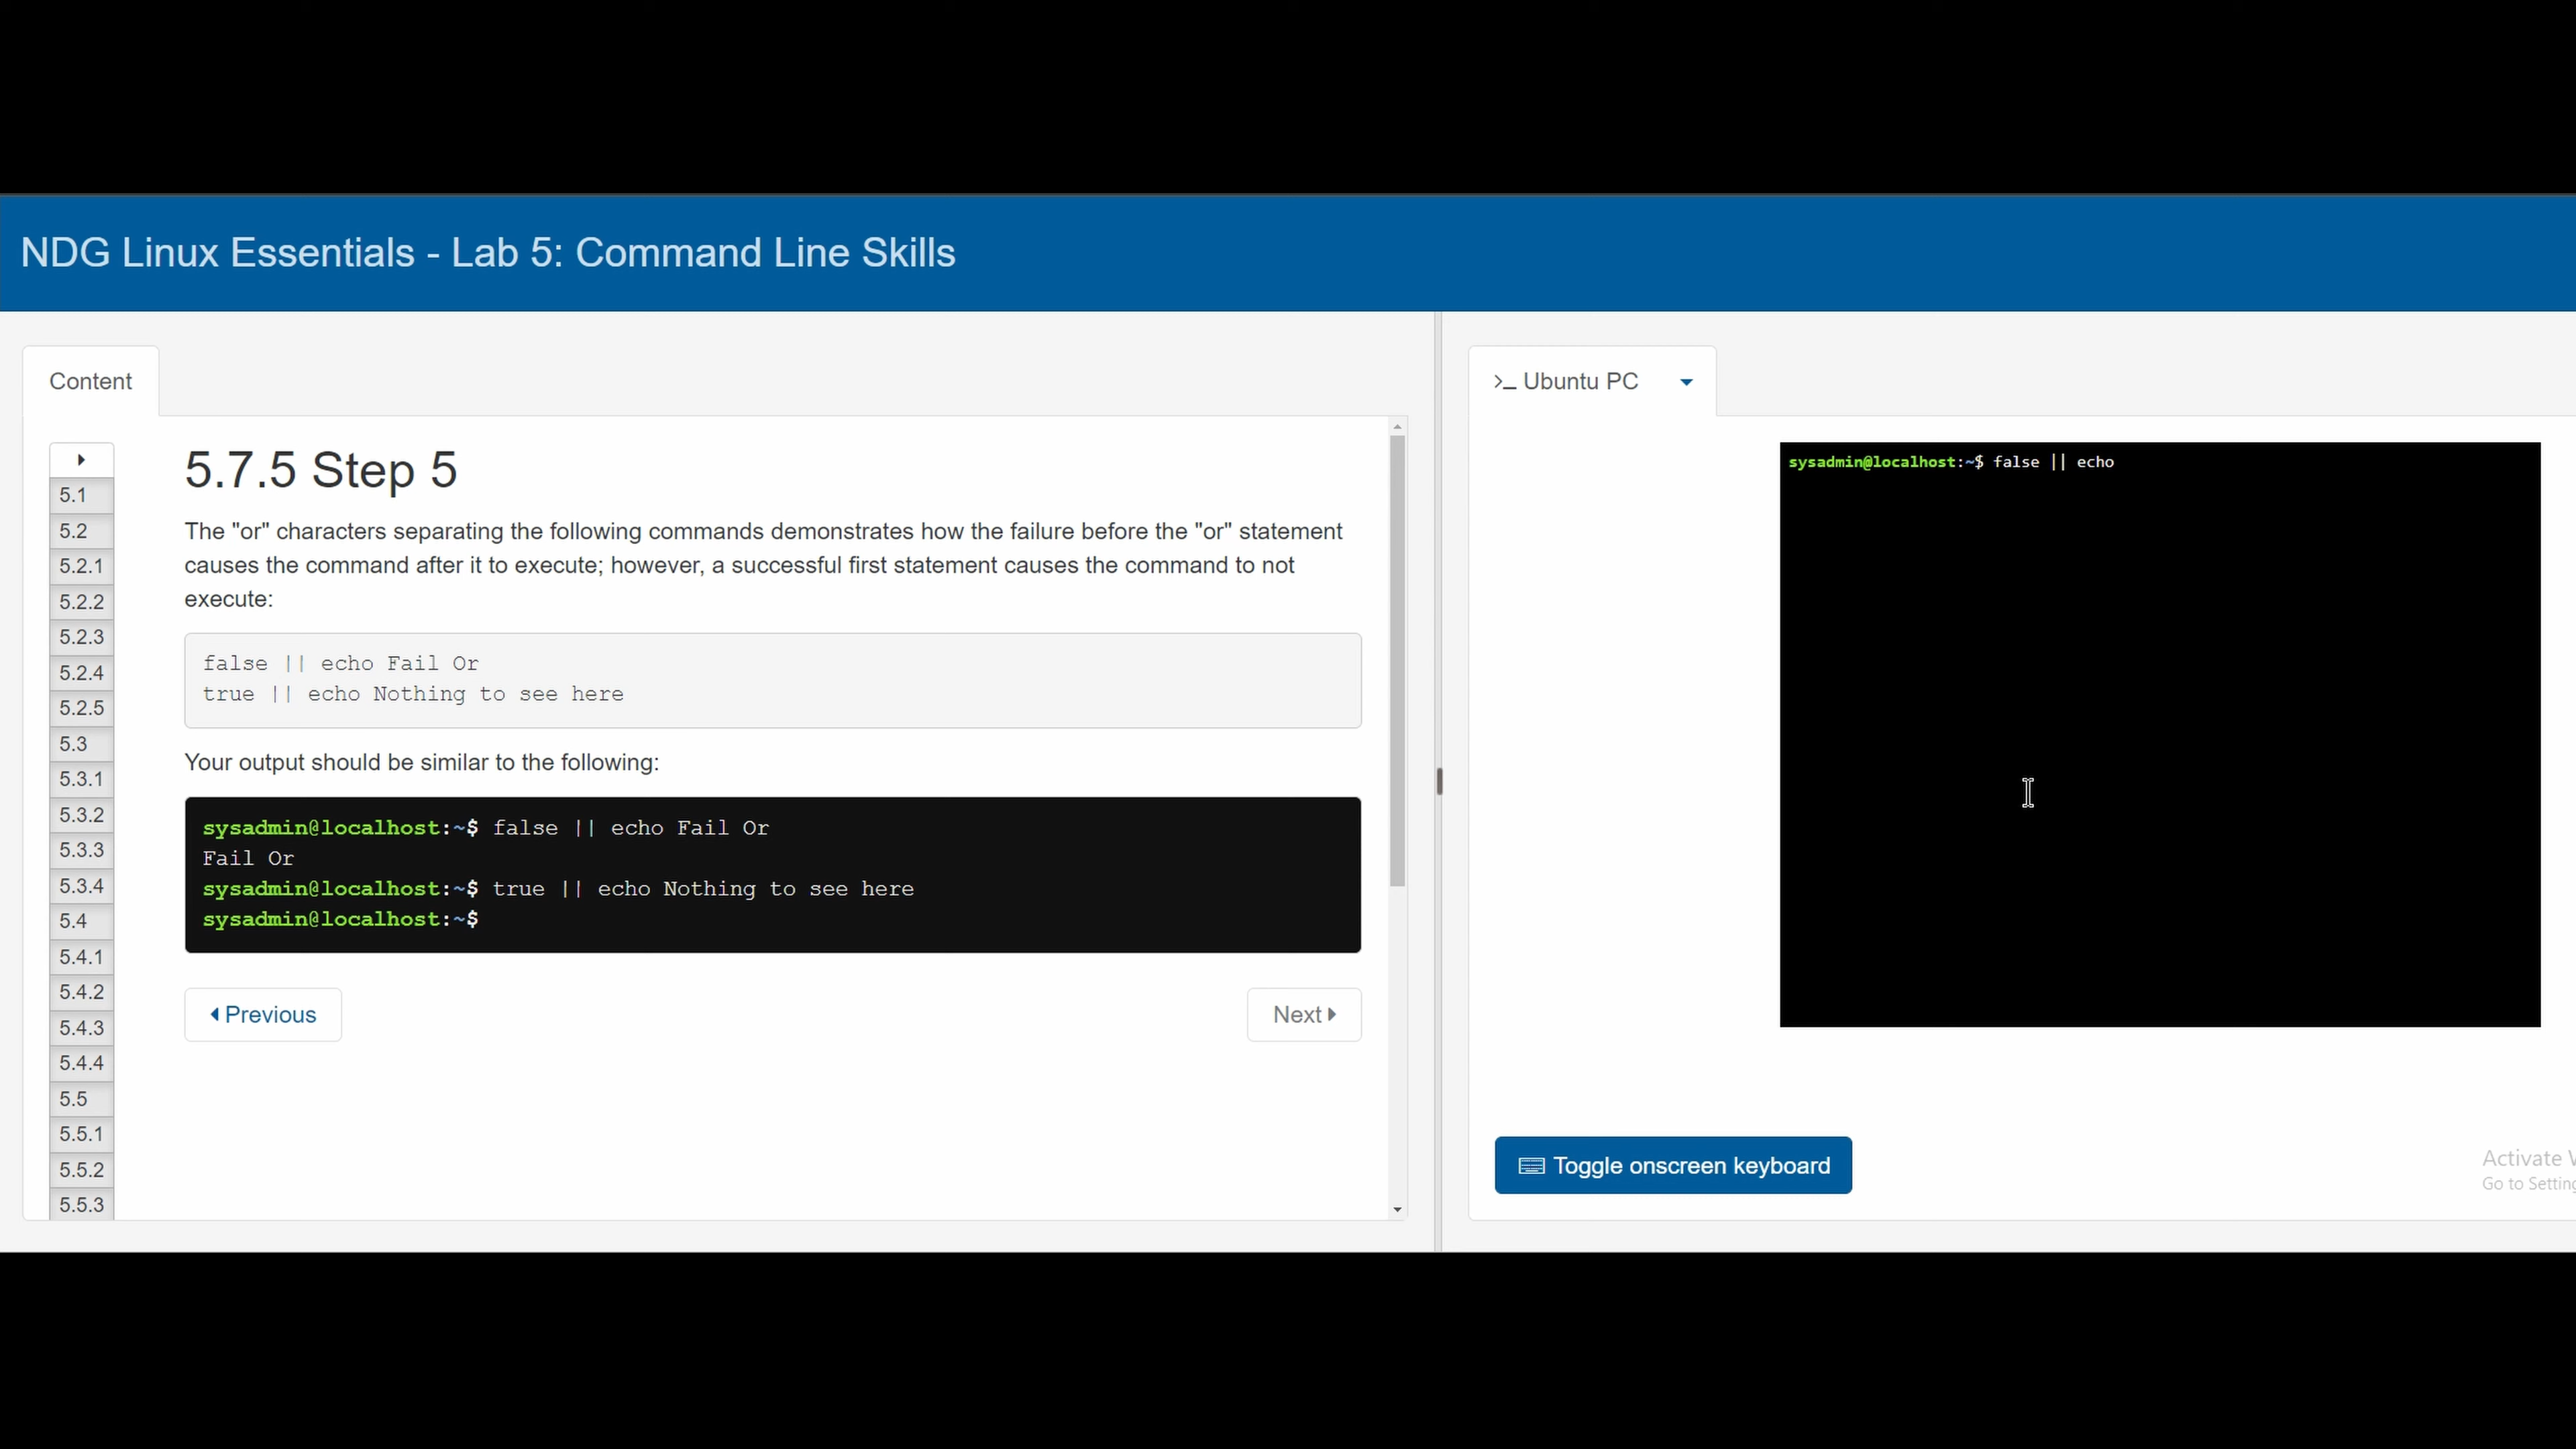 NDG Linux Essentials - Lab 5: Command Line Skills
Content
5.1
5.2
5.2.1
5.2.2
5.2.3
5.2.4
5.2.5
5.3
5.3.1
5.3.2
5.3.3
5.3.4
5.4
5.4.1
5.4.2
5.4.3
5.4.4
5.5
5.5.1
5.5.2
5.5.3
5.7.5 Step 5
The "or" characters separating the following commands demonstrates how the failure before the "or" statement
causes the command after it to execute; however, a successful first statement causes the command to not
execute:
false || echo Fail Or
true || echo Nothing to see here
Your output should be similar to the following:
sysadmin@localhost:~$ false || echo Fail Or
Fail Or
sysadmin@localhost:~$ true || echo Nothing to see here
sysadmin@localhost:~$
Previous
Next
>_ Ubuntu PC
sysadmin@localhost:~$ false || echo
Toggle onscreen keyboard
Activate
Go to Setting